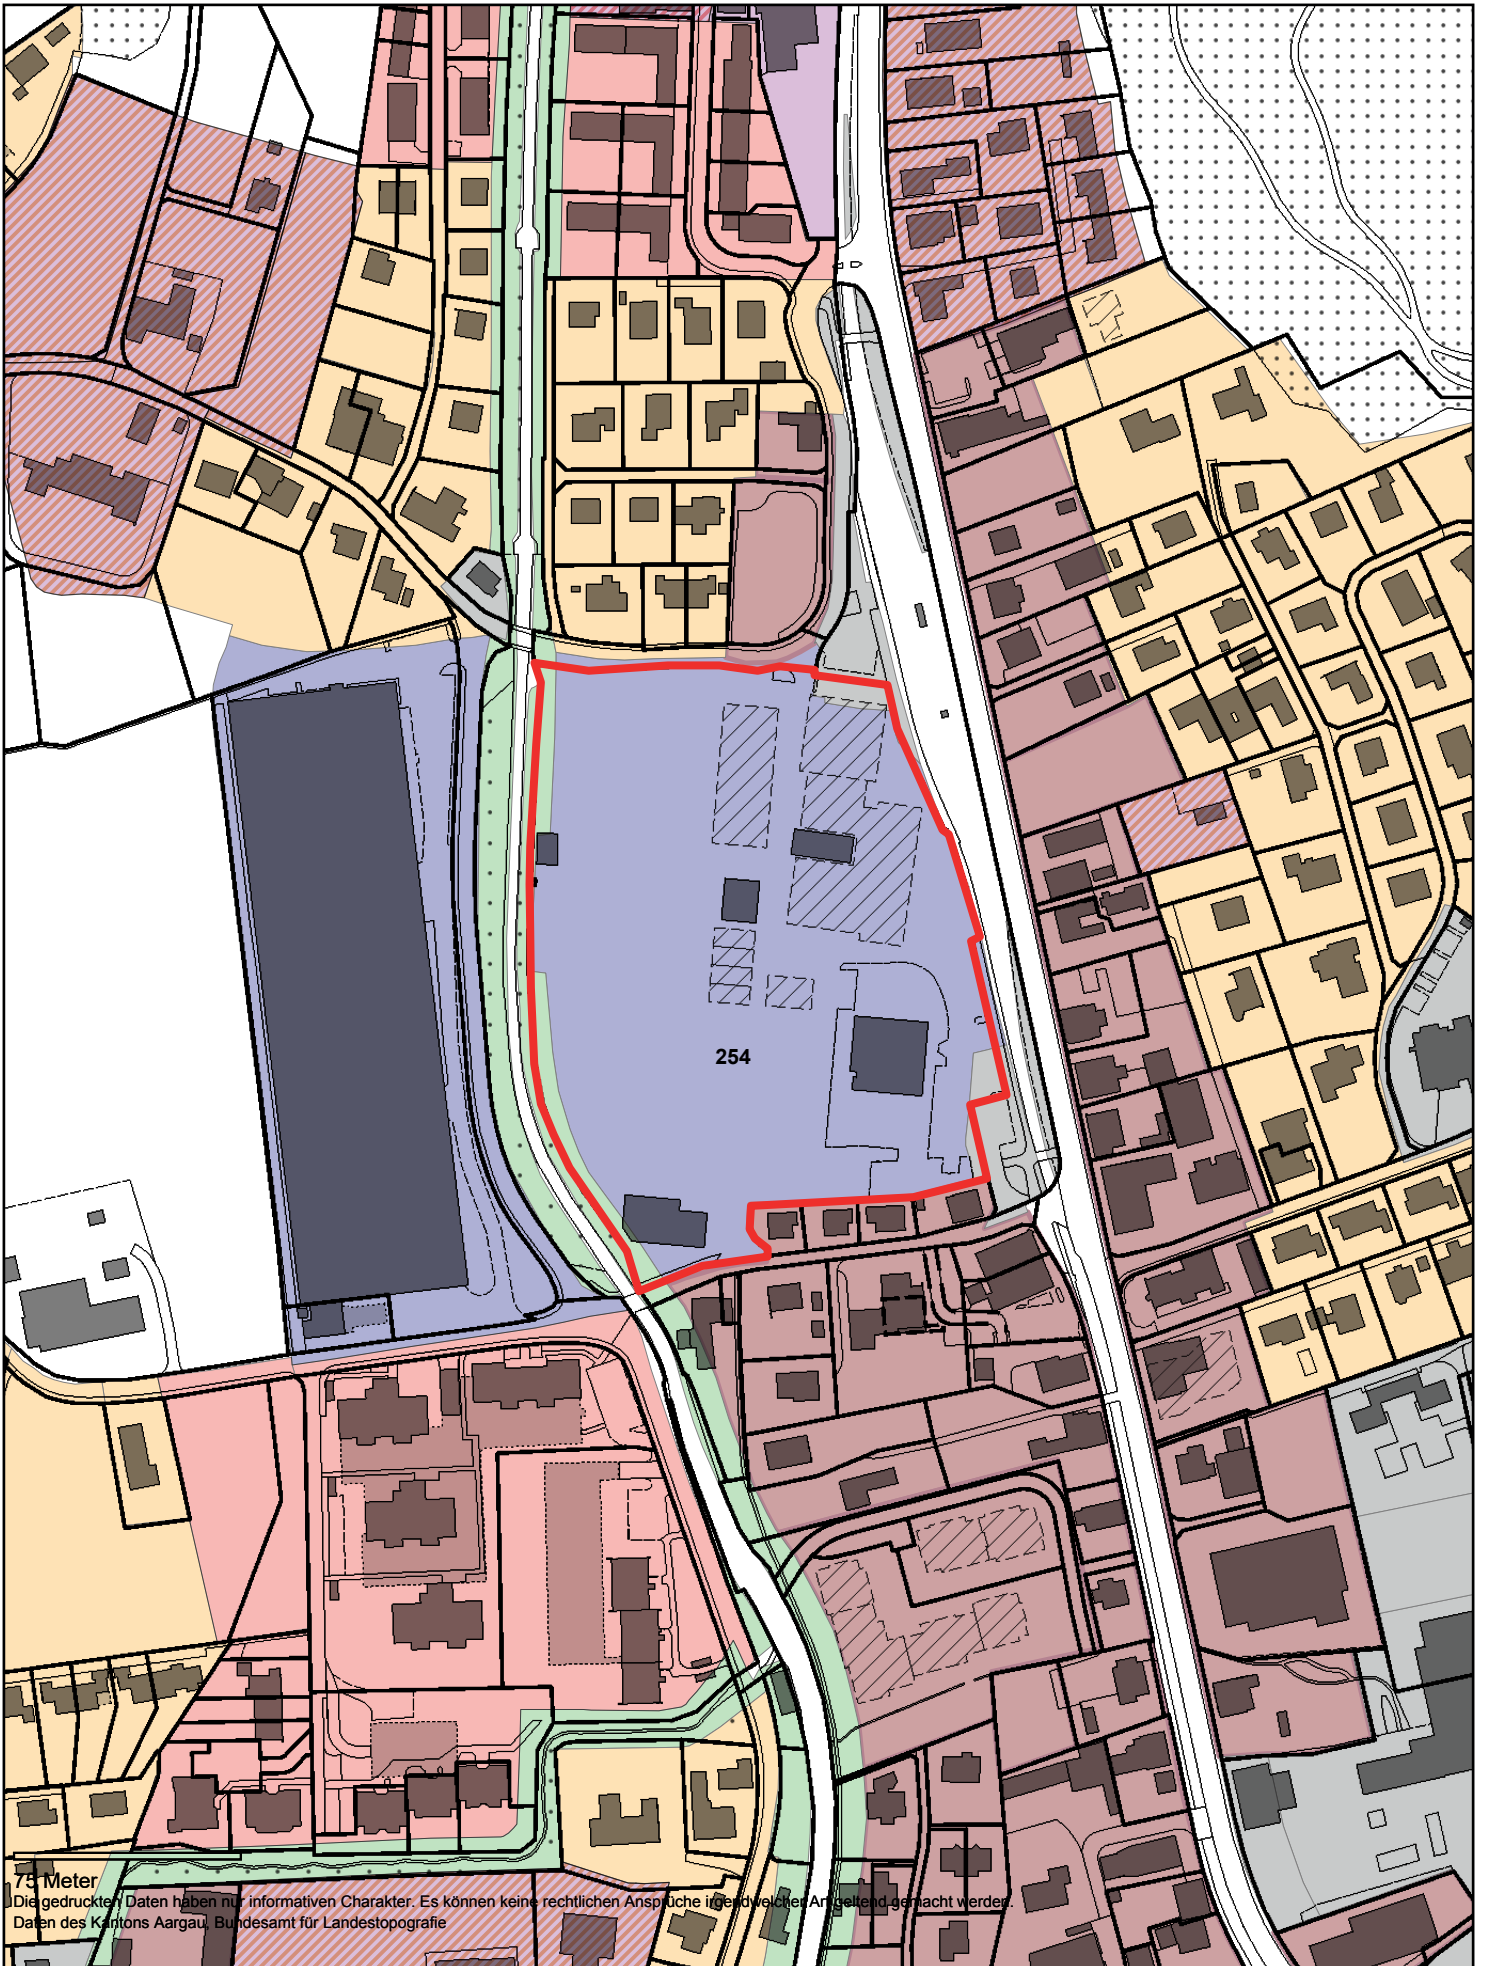 254
75 Meter
Die gedruckten Daten haben nur informativen Charakter. Es können keine rechtlichen Ansprüche irgendwelcher Art geltend gemacht werden.
Daten des Kantons Aargau, Bundesamt für Landestopografie